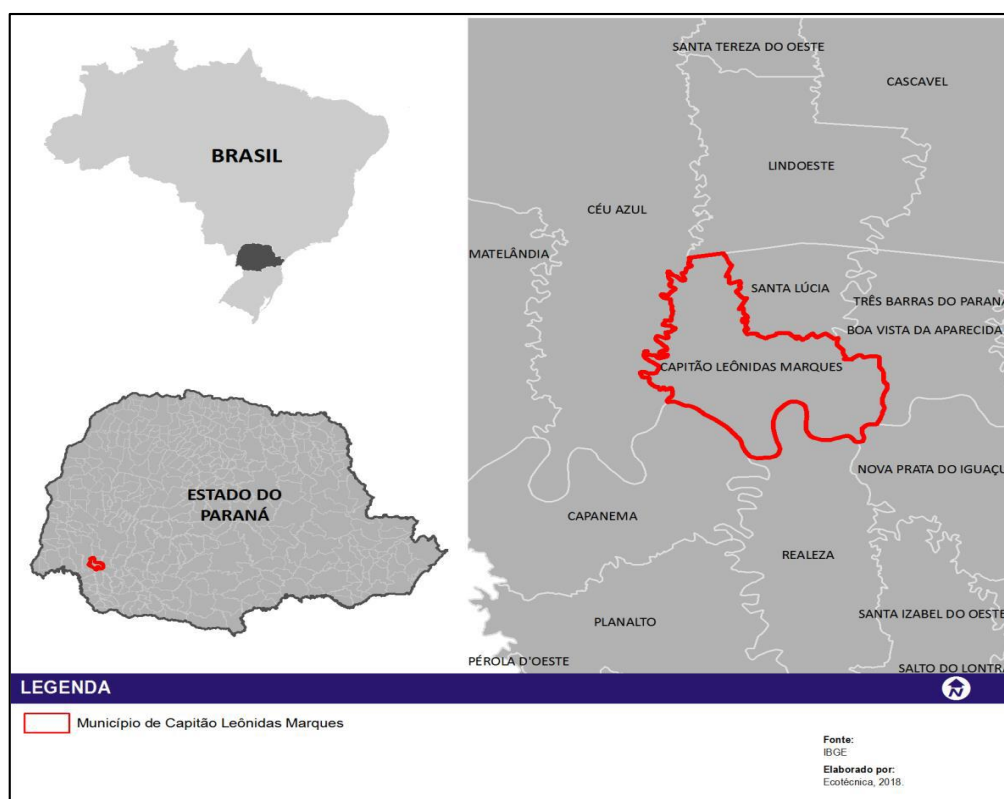 BRASIL
ESTADO DO
PARANÁ
SANTA TEREZA DO OESTE
CASCAVEL
LINDOESTE
CÉU AZUL
MATELÂNDIA
SANTA LÚCIA
TRÊS BARRAS DO PARANÁ
BOA VISTA DA APARECIDA
CAPITÃO LEÔNIDAS MARQUES
NOVA PRATA DO IGUAÇU
CAPANEMA
REALEZA
PLANALTO
SANTA IZABEL DO OESTE
PÉROLA D'OESTE
SALTO DO LONTRA
LEGENDA
N
Município de Capitão Leônidas Marques
Fonte:
IBGE
Elaborado por:
Ecotécnica, 2018.